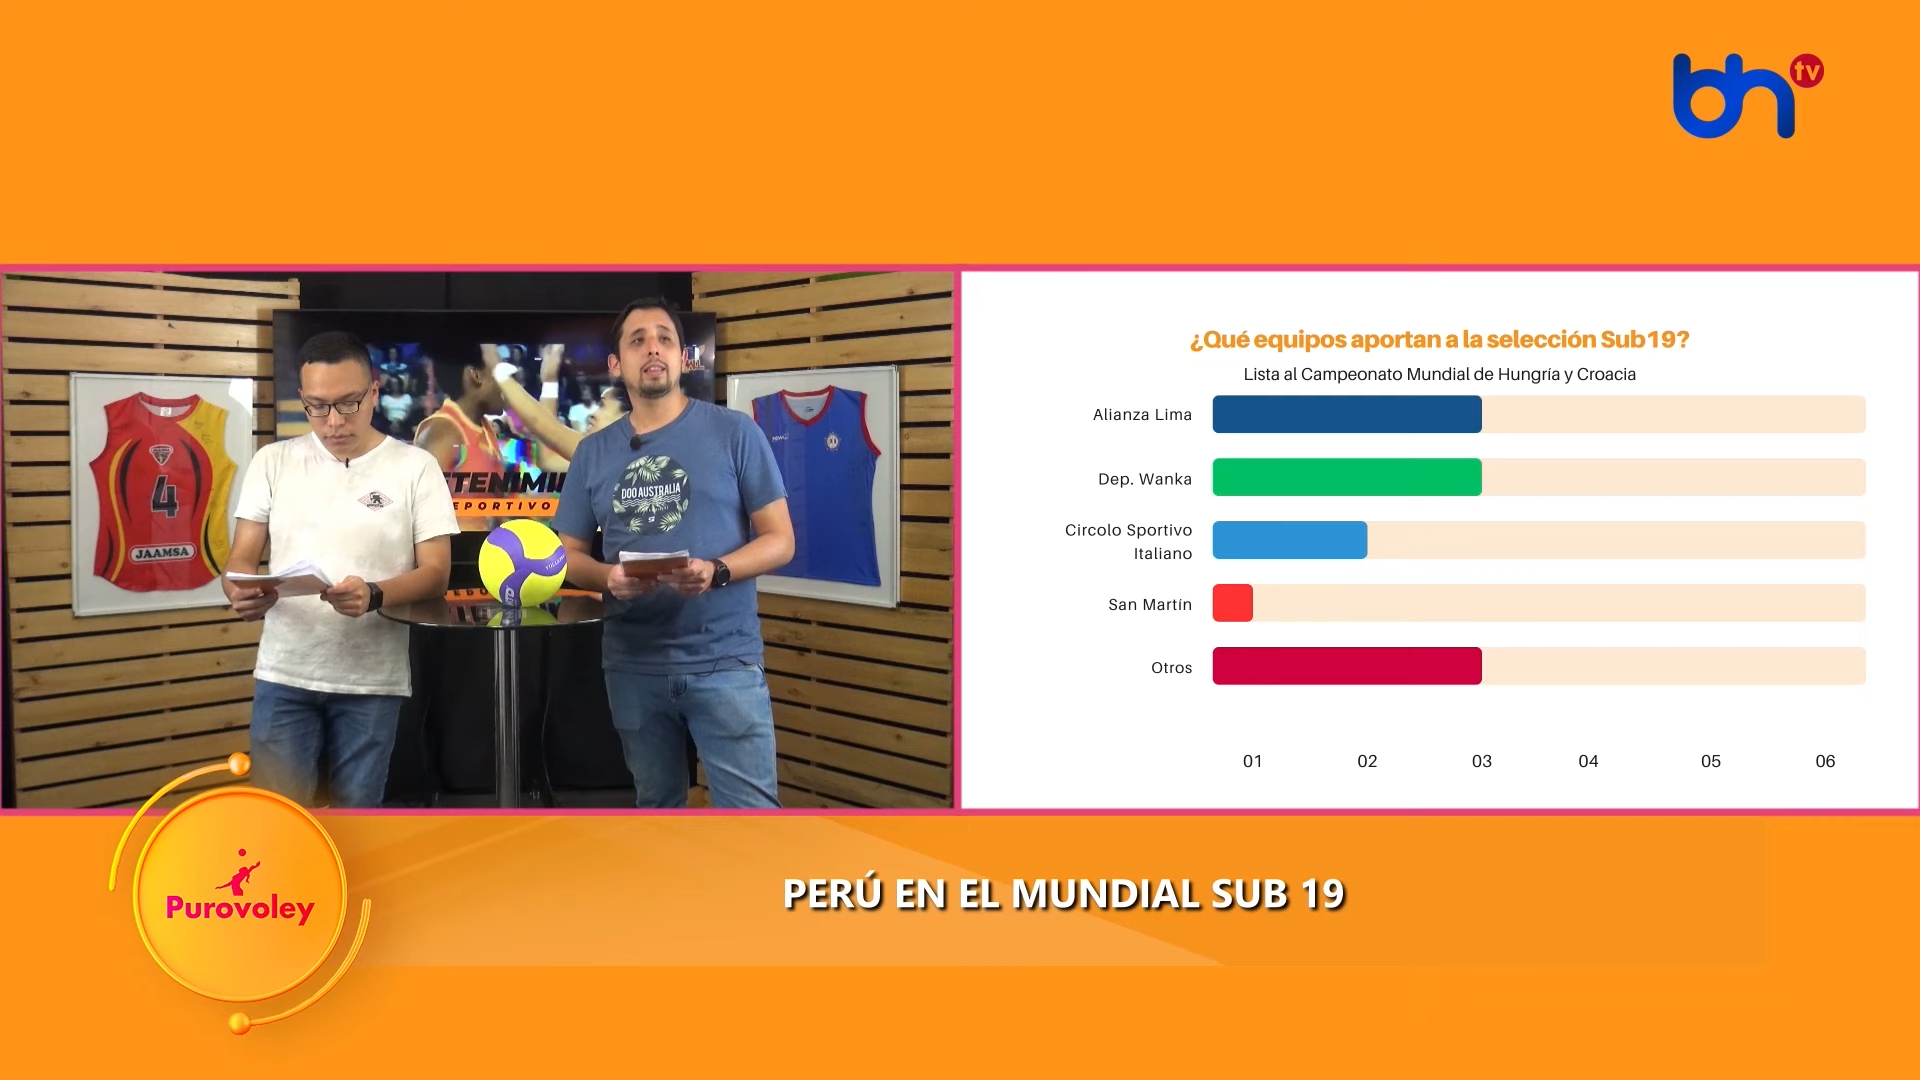 bh tv
¿Qué equipos aportan a la selección Sub19?
Lista al Campeonato Mundial de Hungría y Croacia
Alianza Lima
Dep. Wanka
Circolo Sportivo
Italiano
San Martín
Otros
01 02 03 04 05 06
4
JAAMSA
TENIMI
EPORTIVO
DOO AUSTRALIA
PERÚ EN EL MUNDIAL SUB 19
Purovoley